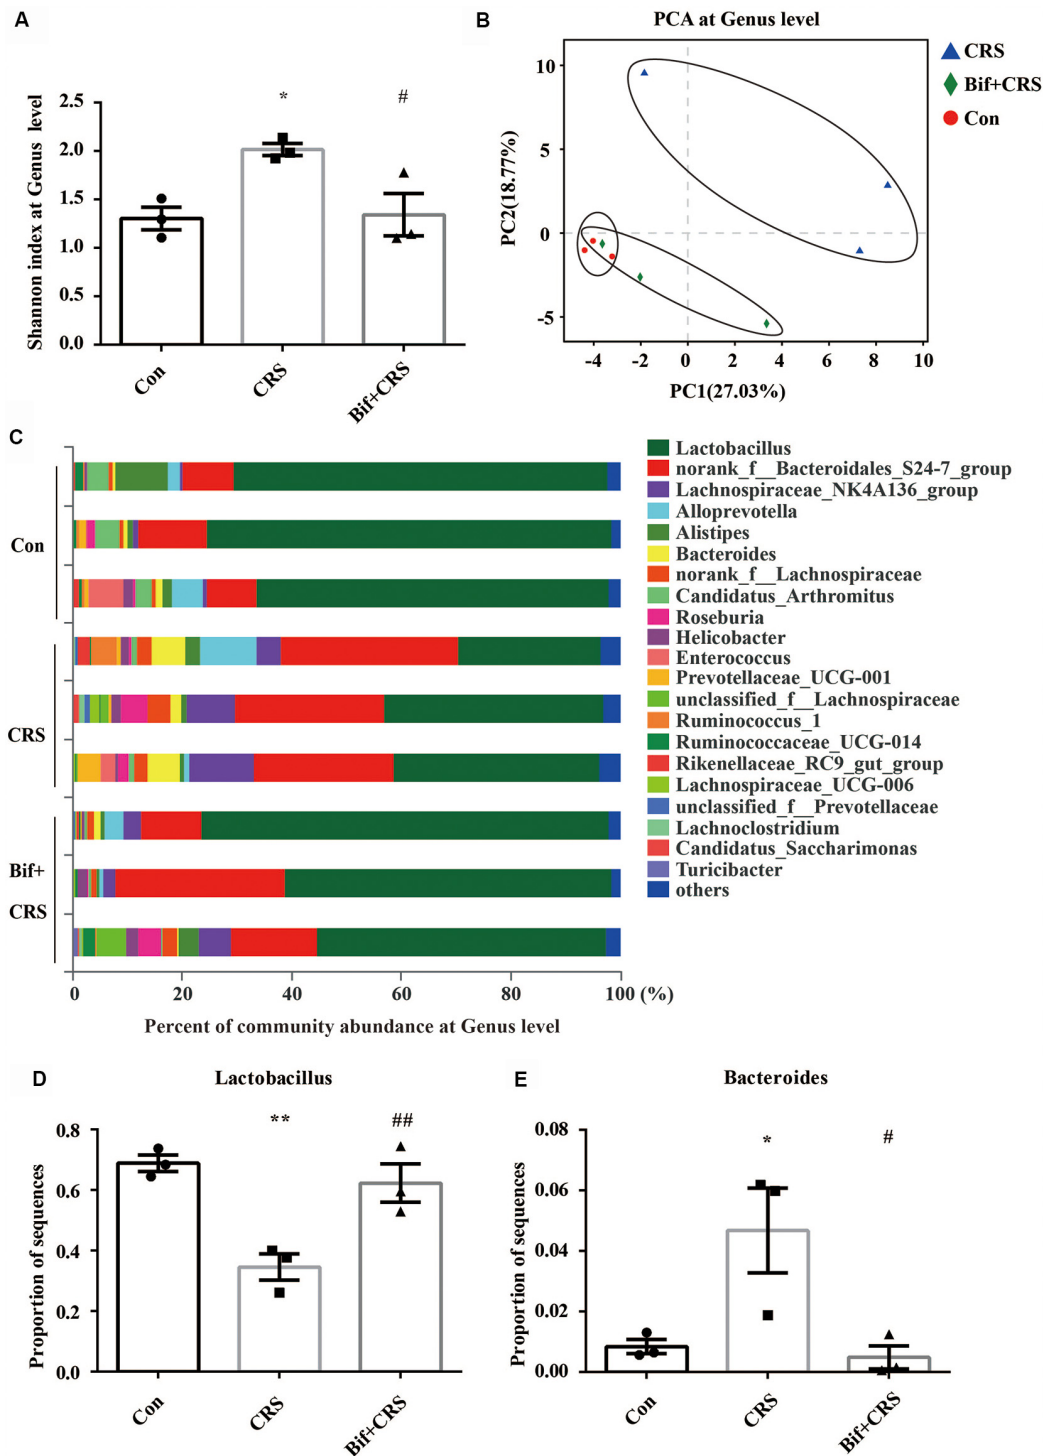 A
Shannon index at Genus level
2.5
2.0
1.5
1.0
0.5
0.0
*
#
Con
CRS
Bif+CRS
B
PCA at Genus level
PC2(18.77%)
10
5
0
-5
-4
-2
0
2
4
6
8
10
PC1(27.03%)
CRS
Bif+CRS
Con
C
Con
CRS
Bif+
CRS
0
20
40
60
80
100 (%)
Percent of community abundance at Genus level
Lactobacillus
norank_f__Bacteroidales_S24-7_group
Lachnospiraceae_NK4A136_group
Alloprevotella
Alistipes
Bacteroides
norank_f__Lachnospiraceae
Candidatus_Arthromitus
Roseburia
Helicobacter
Enterococcus
Prevotellaceae_UCG-001
unclassified_f__Lachnospiraceae
Ruminococcus_1
Ruminococcaceae_UCG-014
Rikenellaceae_RC9_gut_group
Lachnospiraceae_UCG-006
unclassified_f__Prevotellaceae
Lachnoclostridium
Candidatus_Saccharimonas
Turicibacter
others
D
Lactobacillus
Proportion of sequences
0.8
0.6
0.4
0.2
0.0
**
##
Con
CRS
Bif+CRS
E
Bacteroides
Proportion of sequences
0.08
0.06
0.04
0.02
0.00
*
#
Con
CRS
Bif+CRS